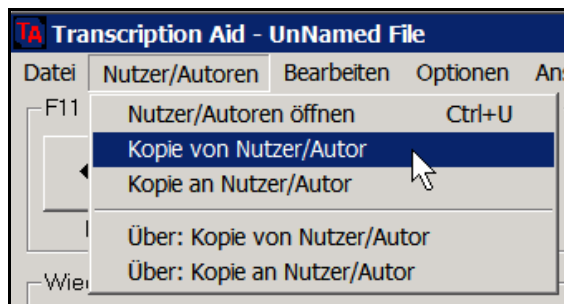 TA Transcription Aid - UnNamed File
Datei Nutzer/Autoren Bearbeiten Optionen
F11
Nutzer/Autoren öffnen Ctrl+U
Kopie von Nutzer/Autor
Kopie an Nutzer/Autor
Über: Kopie von Nutzer/Autor
Über: Kopie an Nutzer/Autor